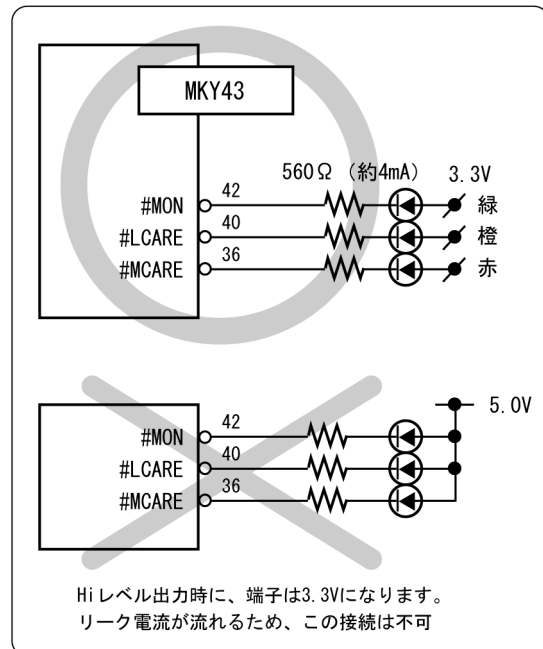 MKY43
560Ω (約4mA) 3.3V
#MON 42 緑
#LCARE 40 橙
#MCARE 36 赤
5.0V
#MON 42
#LCARE 40
#MCARE 36
Hiレベル出力時に、端子は3.3Vになります。
リーク電流が流れるため、この接続は不可